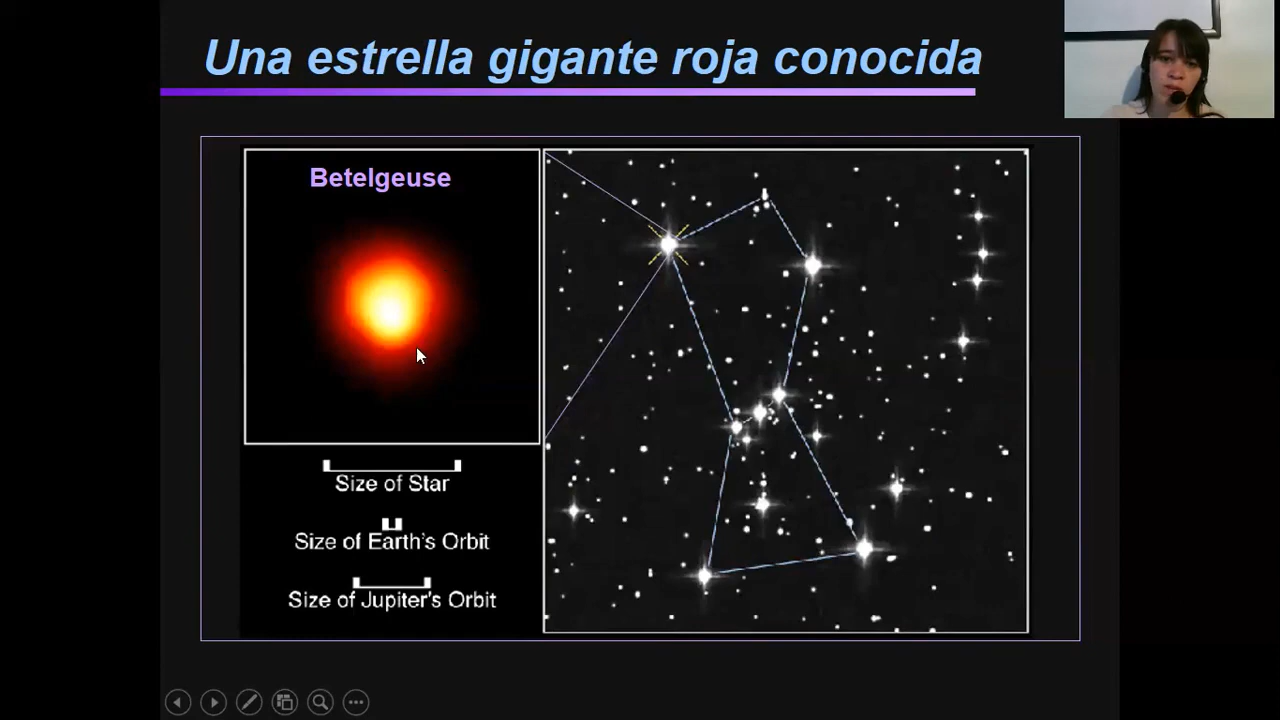 Una estrella gigante roja conocida
Betelgeuse
Size of Star
Size of Earth's Orbit
Size of Jupiter's Orbit